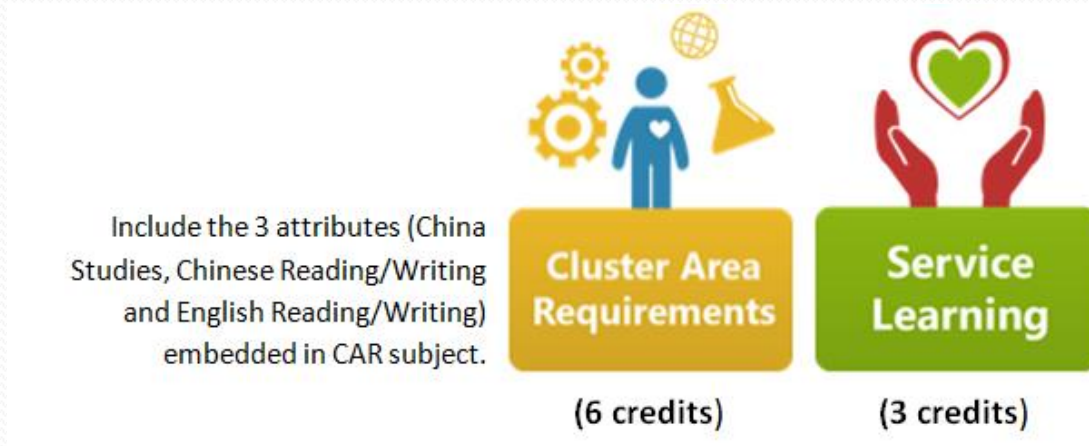 Include the 3 attributes (China
Studies, Chinese Reading/Writing
and English Reading/Writing)
embedded in CAR subject.
Cluster Area
Requirements
(6 credits)
Service
Learning
(3 credits)